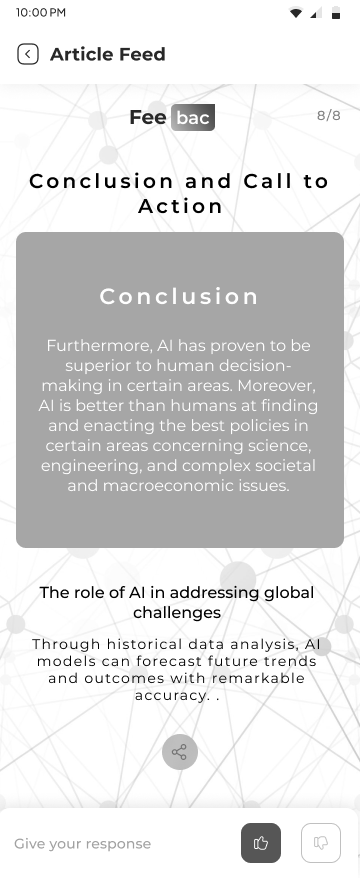 10:00 PM
Article Feed
Fee bac
8/8
Conclusion and Call to
Action
Conclusion
Furthermore, AI has proven to be
superior to human decision-
making in certain areas. Moreover,
AI is better than humans at finding
and enacting the best policies in
certain areas concerning science,
engineering, and complex societal
and macroeconomic issues.
The role of AI in addressing global
challenges
Through historical data analysis, AI
models can forecast future trends
and outcomes with remarkable
accuracy. .
Give your response